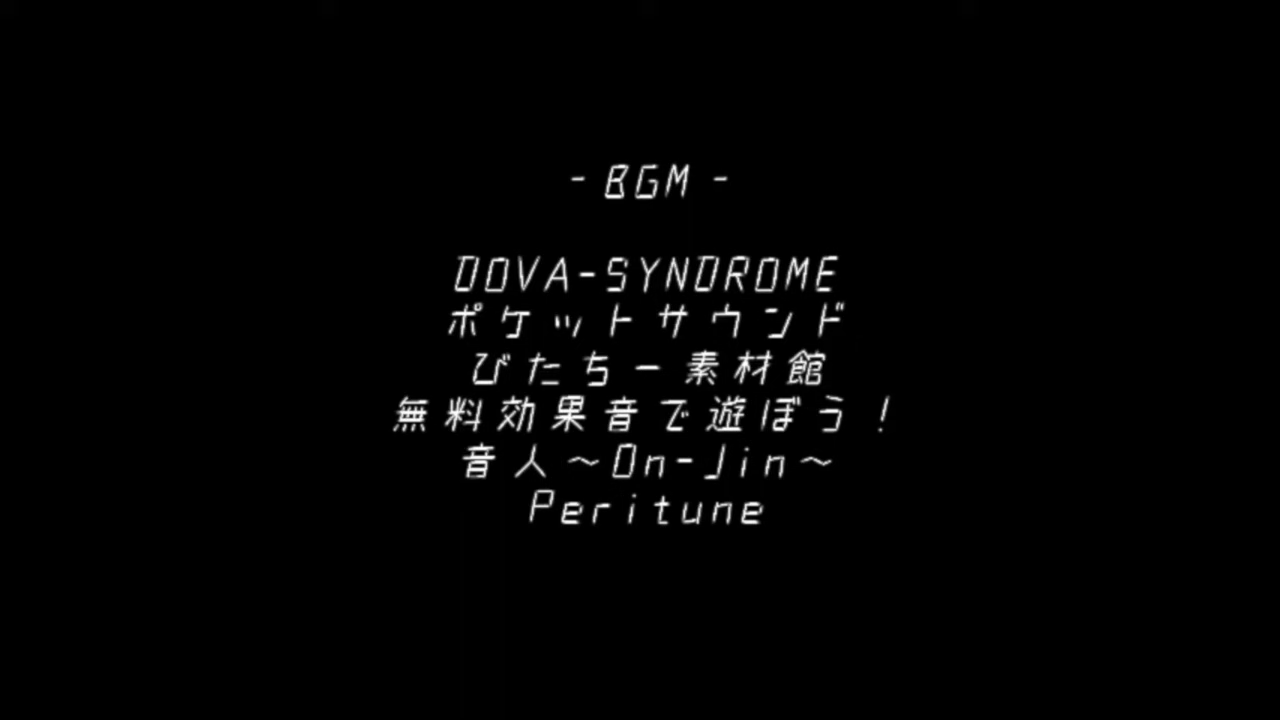 - BGM -
DOVA-SYNDROME
ポケットサウンド
びたちー素材館
無料効果音で遊ぼう！
音人～On-Jin～
Peritune